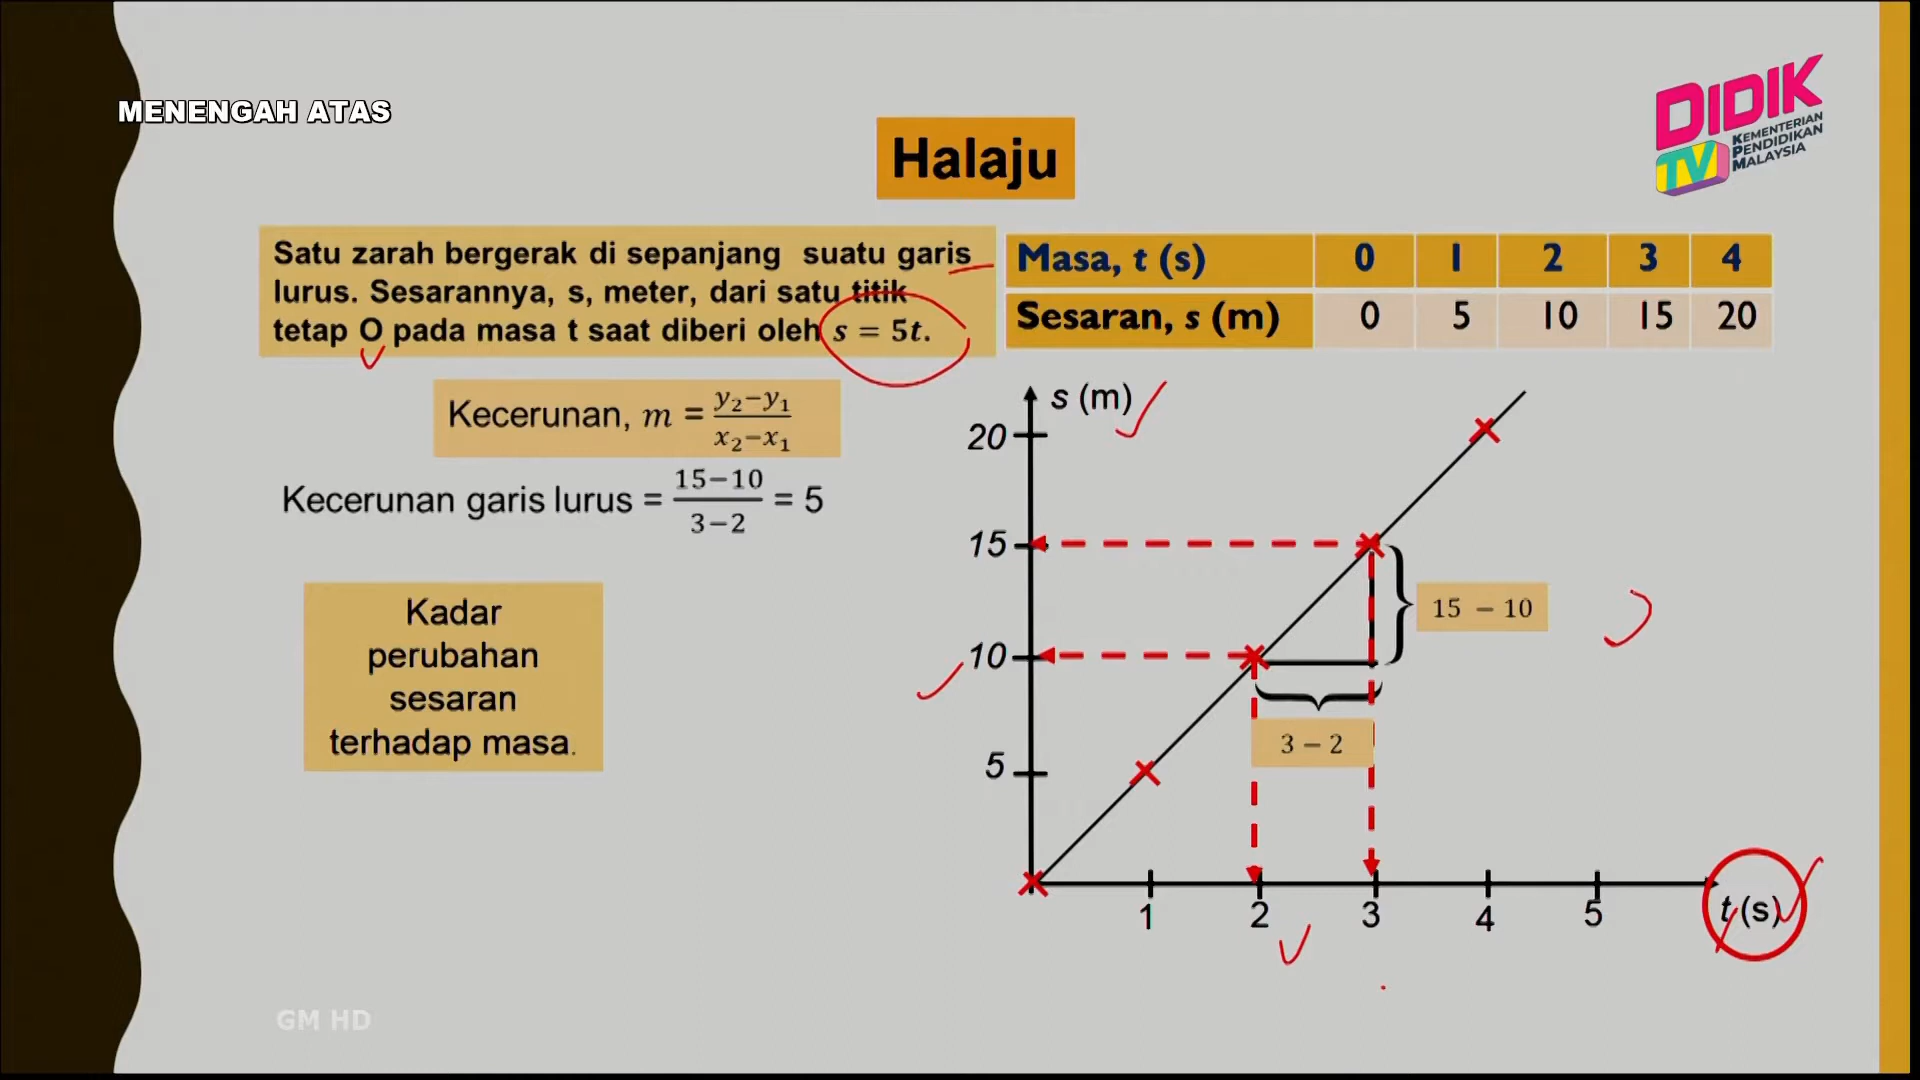 MENENGAH ATAS
DIDIK
TV
KEMENTERIAN
PENDIDIKAN
MALAYSIA
Halaju
Satu zarah bergerak di sepanjang suatu garis
lurus. Sesarannya, s, meter, dari satu titik
tetap O pada masa t saat diberi oleh s = 5t.
Masa, t (s) 0 1 2 3 4
Sesaran, s (m) 0 5 10 15 20
Kecerunan, m = \frac{y₂−y₁}{x₂−x₁}
Kecerunan garis lurus = \frac{15−10}{3−2} = 5
Kadar
perubahan
sesaran
terhadap masa.
s (m)
20
15
10
5
15 − 10
3 − 2
1 2 3 4 5
t (s)
GM HD